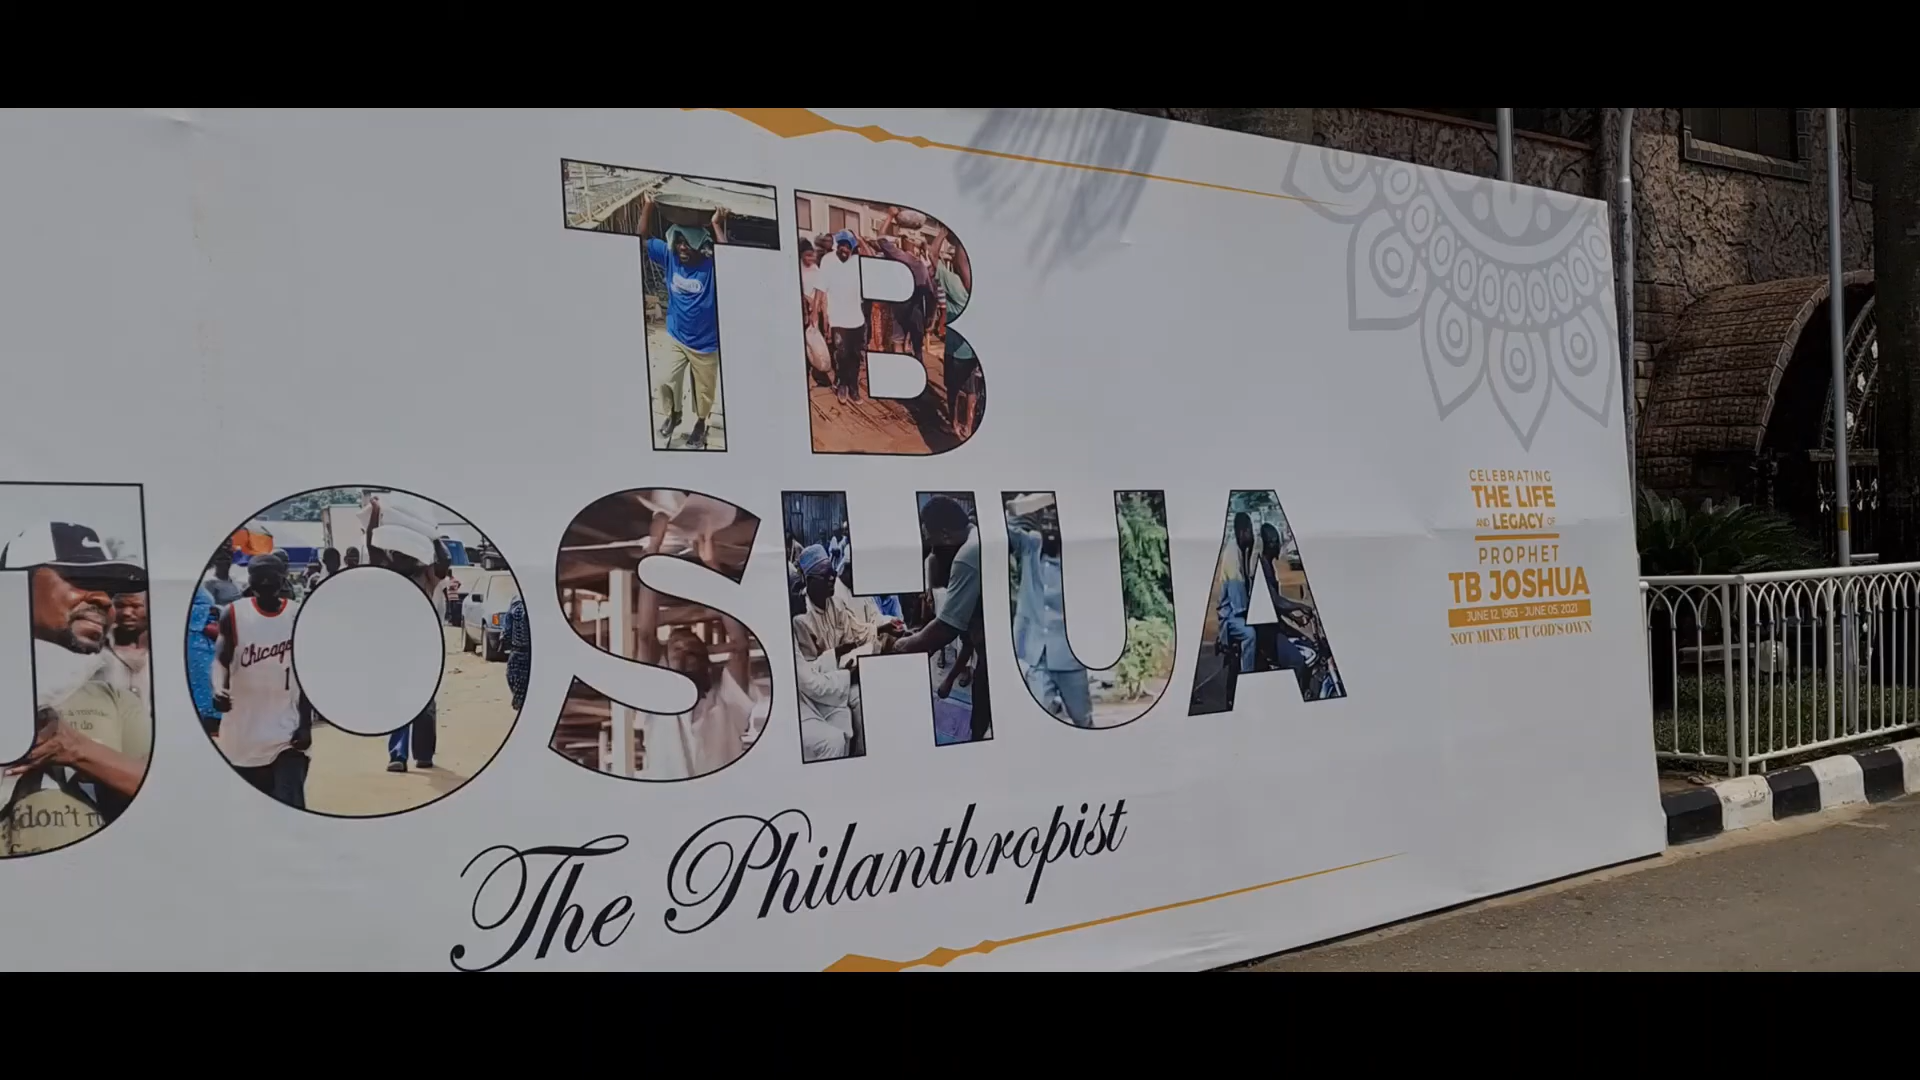 TB
JOSHUA
The Philanthropist
CELEBRATING
THE LIFE
AND LEGACY OF
PROPHET
TB JOSHUA
JUNE 12, 1963 - JUNE 05, 2021
NOT MINE BUT GOD'S OWN
Chicago
1
don't